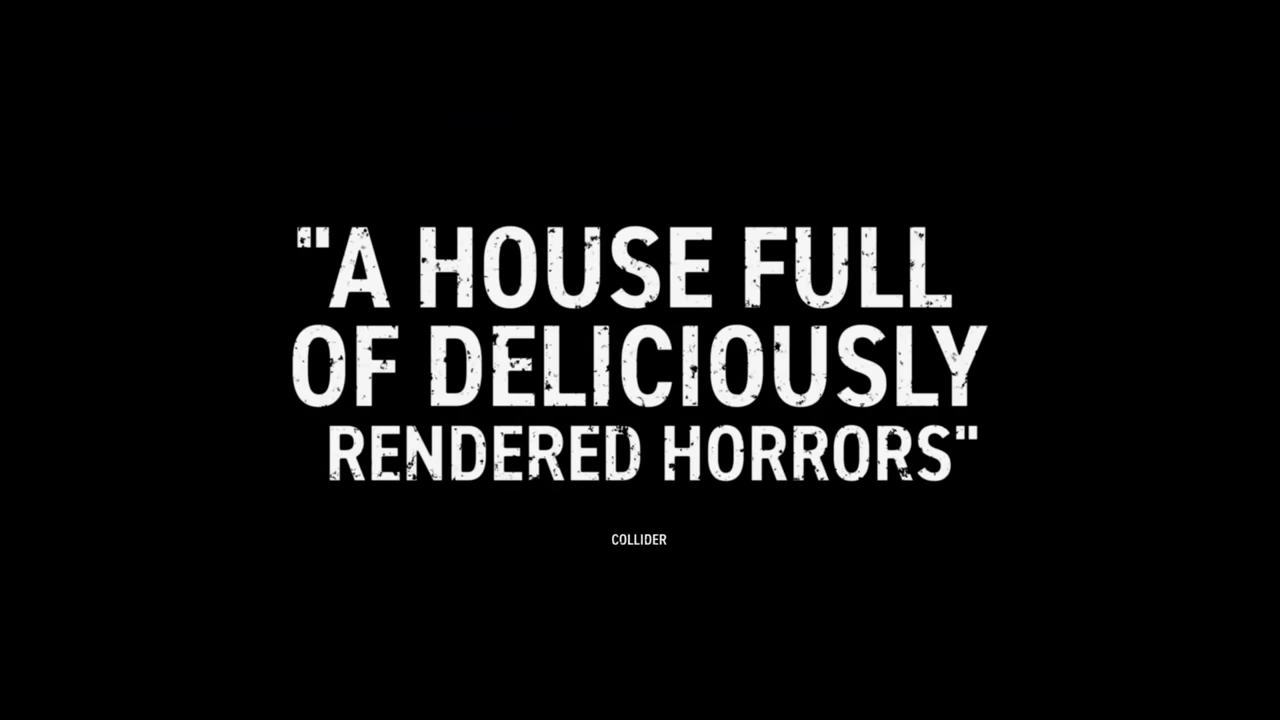 "A HOUSE FULL
OF DELICIOUSLY
RENDERED HORRORS"
COLLIDER